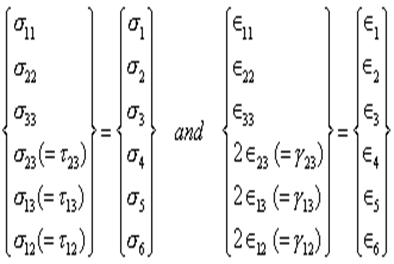 σ₁₁ σ₁ ϵ₁₁ ϵ₁
σ₂₂ σ₂ ϵ₂₂ ϵ₂
σ₃₃ = σ₃ and ϵ₃₃ = ϵ₃
σ₂₃(= τ₂₃) σ₄ 2ϵ₂₃ (= γ₂₃) ϵ₄
σ₁₃(= τ₁₃) σ₅ 2ϵ₁₃ (= γ₁₃) ϵ₅
σ₁₂(= τ₁₂) σ₆ 2ϵ₁₂ (= γ₁₂) ϵ₆